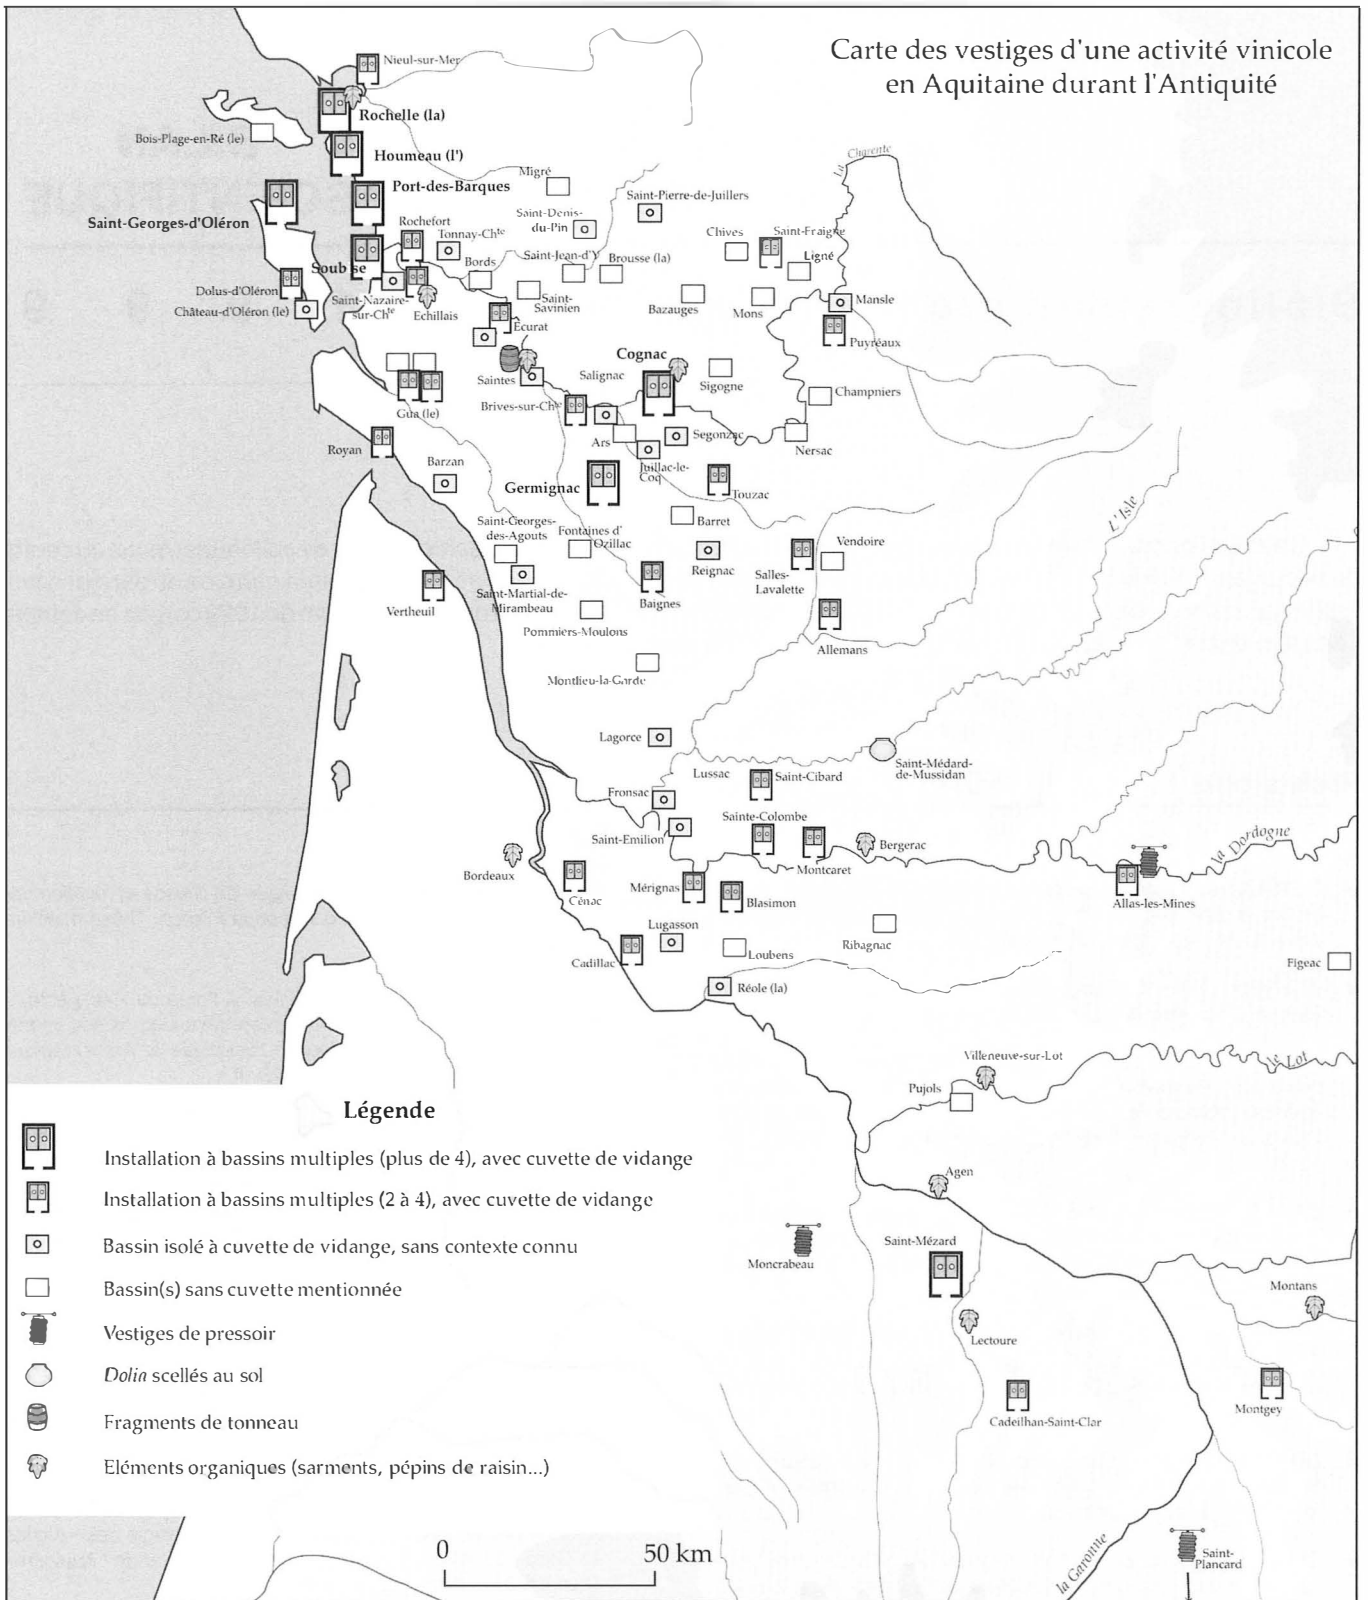 Carte des vestiges d'une activité vinicole
en Aquitaine durant l'Antiquité
Nieul-sur-Mer
Rochelle (la)
Bois-Plage-en-Ré (le)
Houmeau (l')
La Charente
Migré
Port-des-Barques
Saint-Pierre-de-Juillers
Saint-Georges-d'Oléron
Saint-Denis-
du-Pin
Rochefort
Tonnay-Chte
Chives
Saint-Fraigne
Soubise
Bords
Saint-Jean-d'Y
Brousse (la)
Ligné
Dolus-d'Oléron
Château-d'Oléron (le)
Saint-Nazaire-
sur-Chte
Echillais
Saint-
Savinien
Bazauges
Mons
Mansle
Écurat
Puyréaux
Cognac
Saintes
Salignac
Sigogne
Champniers
Brives-sur-Chte
Gua (le)
Ars
Segonzac
Nersac
Royan
Barzan
Juillac-le-
Coq
Germignac
Touzac
L'Isle
Saint-Georges-
des-Agouts
Fontaines d'
Ozillac
Barret
Vendoire
Reignac
Salles-
Lavalette
Vertheuil
Saint-Martial-de-
Mirambeau
Baignes
Pommiers-Moulons
Allemans
Montlieu-la-Garde
Lagorce
Saint-Médard-
de-Mussidan
Lussac
Saint-Cibard
Fronsac
Sainte-Colombe
Saint-Emilion
la Dordogne
Bergerac
Montcaret
Bordeaux
Cénac
Mérignas
Blasimon
Allas-les-Mines
Lugasson
Loubens
Ribagnac
Cadillac
Figeac
Réole (la)
Villeneuve-sur-Lot
le Lot
Pujols
Légende
Installation à bassins multiples (plus de 4), avec cuvette de vidange
Agen
Installation à bassins multiples (2 à 4), avec cuvette de vidange
Saint-Mézard
Bassin isolé à cuvette de vidange, sans contexte connu
Moncrabeau
Bassin(s) sans cuvette mentionnée
Montans
Vestiges de pressoir
Lectoure
Dolia scellés au sol
Montgey
Fragments de tonneau
Cadeilhan-Saint-Clar
Eléments organiques (sarments, pépins de raisin...)
0
50 km
la Garonne
Saint-
Plancard